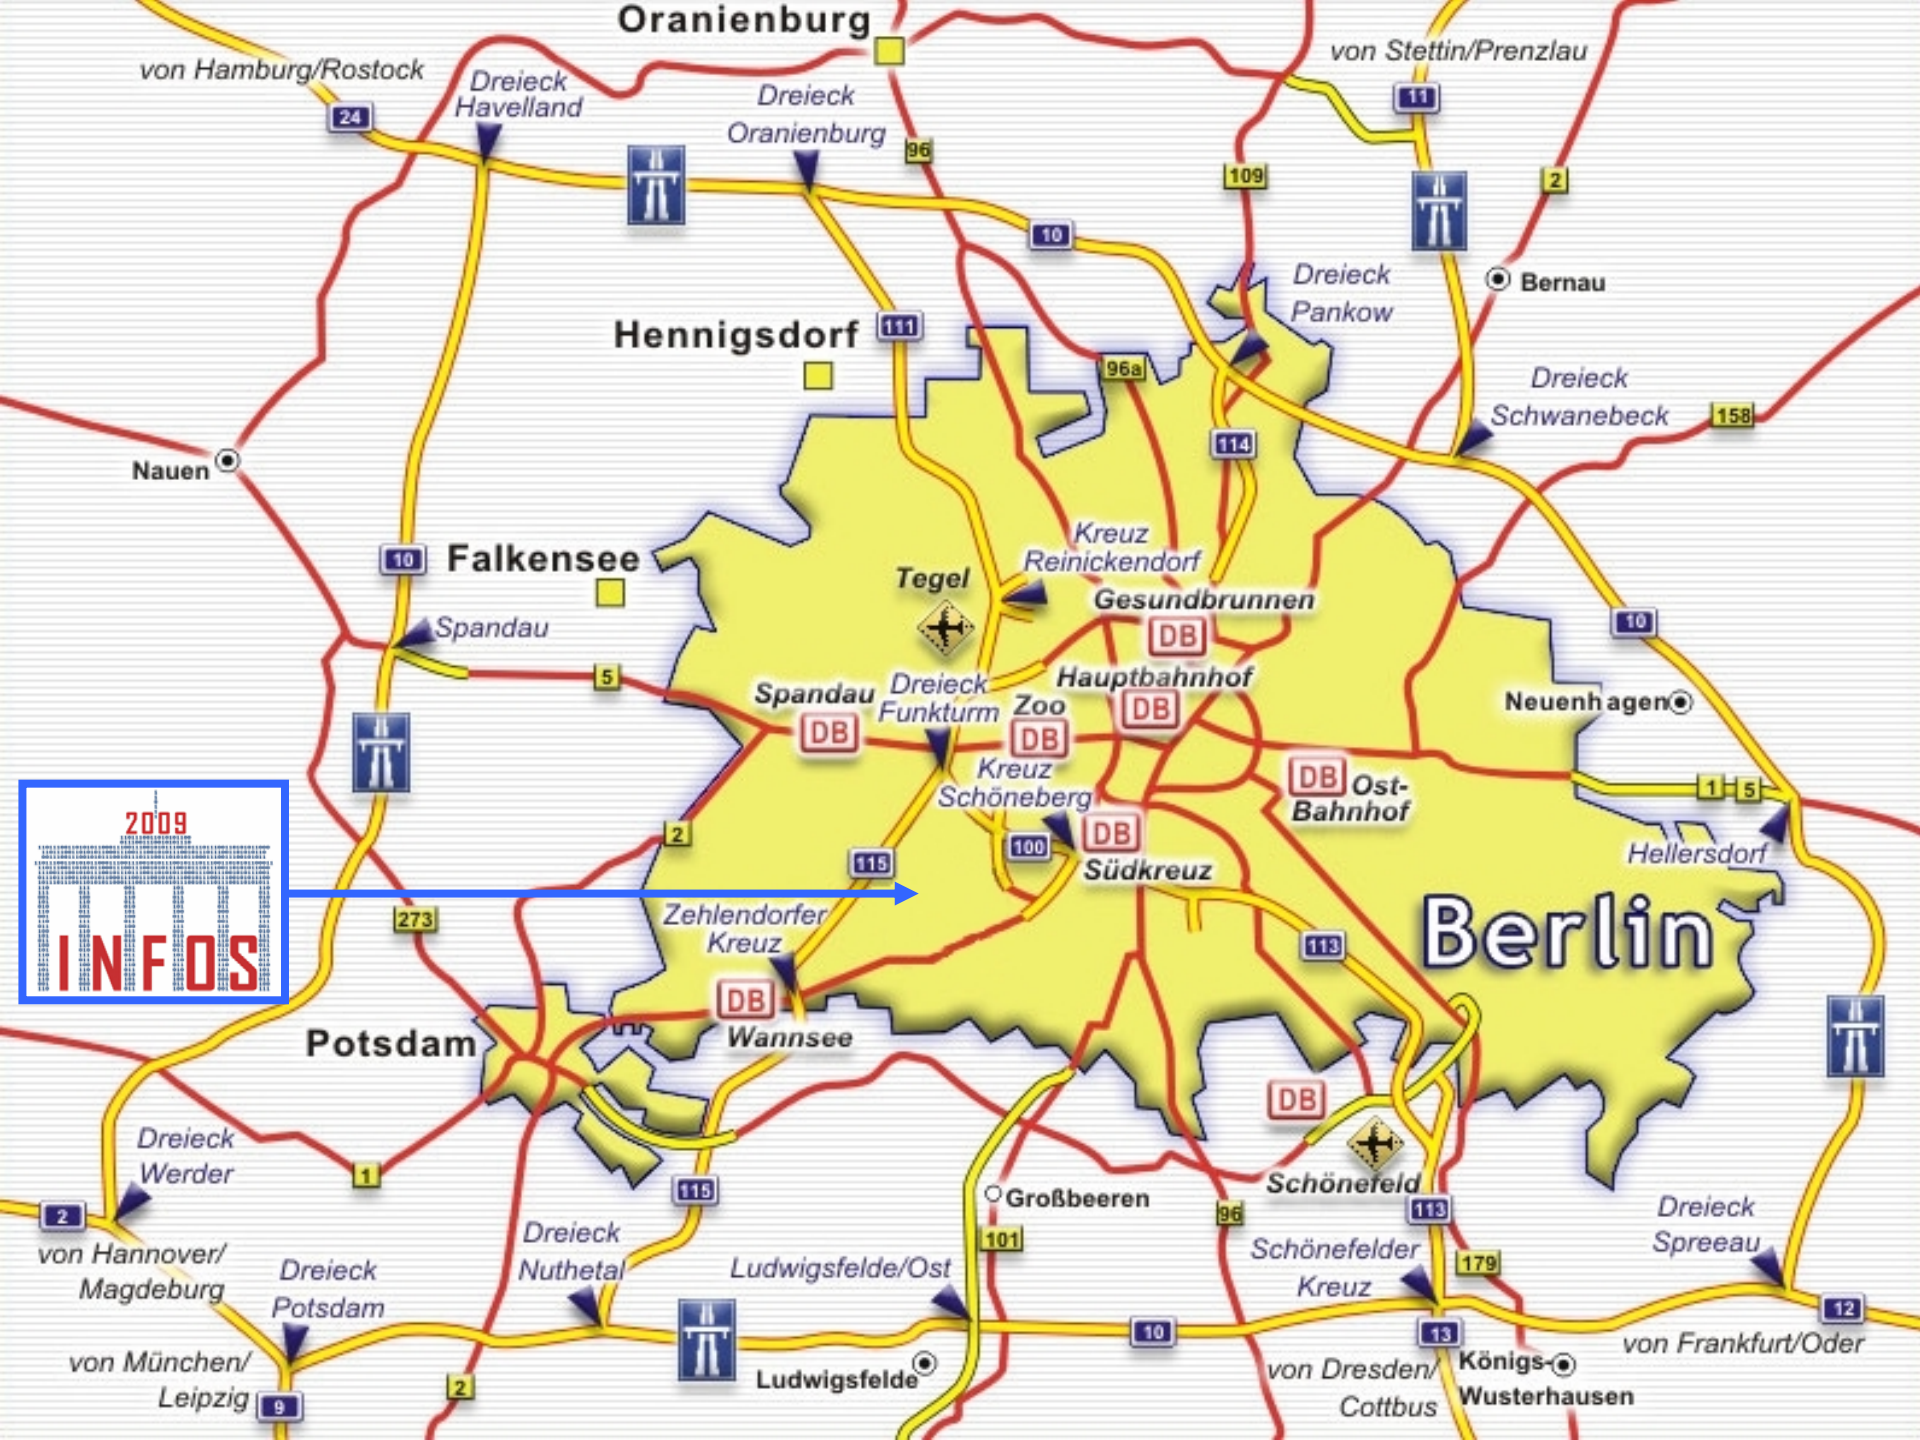 Oranienburg
von Hamburg/Rostock
Dreieck
Havelland
24
Dreieck
Oranienburg
96
von Stettin/Prenzlau
11
109
2
10
Dreieck
Pankow
Bernau
Hennigsdorf
111
96a
Dreieck
Schwanebeck
158
114
Nauen
10
Falkensee
Kreuz
Reinickendorf
Tegel
Gesundbrunnen
DB
10
Spandau
5
Spandau
DB
Dreieck
Funkturm
Zoo
DB
Hauptbahnhof
DB
Neuenhagen
Kreuz
Schöneberg
DB
Ost-
Bahnhof
1
5
2009
INFOS
2
115
100
DB
Südkreuz
Hellersdorf
273
Zehlendorfer
Kreuz
113
Berlin
DB
Wannsee
Potsdam
DB
Schönefeld
Dreieck
Werder
1
115
Großbeeren
96
113
2
von Hannover/
Magdeburg
Dreieck
Potsdam
Dreieck
Nuthetal
Ludwigsfelde/Ost
101
Schönefelder
Kreuz
179
Dreieck
Spreeau
12
10
13
von Frankfurt/Oder
von München/
Leipzig
9
2
Ludwigsfelde
von Dresden/
Cottbus
Königs-
Wusterhausen